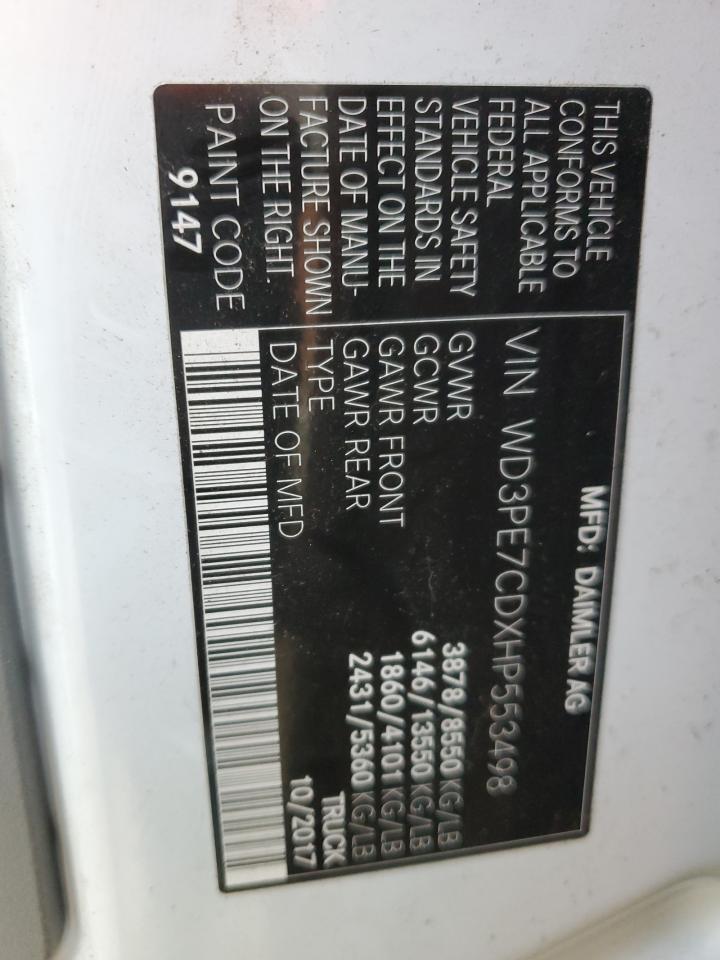 THIS VEHICLE
CONFORMS TO
ALL APPLICABLE
FEDERAL
VEHICLE SAFETY
STANDARDS IN
EFFECT ON THE
DATE OF MANU-
FACTURE SHOWN
ON THE RIGHT.
PAINT CODE
9147
MFD: DAIMLER AG
VIN WD3PE7CDXHP553498
GVWR 3878/8550 KG/LB
GCWR 6146/13550 KG/LB
GAWR FRONT 1860/4101 KG/LB
GAWR REAR 2431/5360 KG/LB
TYPE TRUCK
DATE OF MFD 10/2017